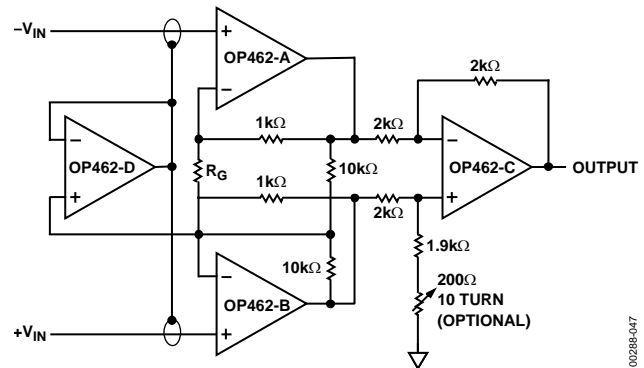 −VIN
+
OP462-A
−
2kΩ
1kΩ
2kΩ
−
OP462-D
+
RG
10kΩ
−
OP462-C
+
OUTPUT
1kΩ
2kΩ
1.9kΩ
−
OP462-B
+
10kΩ
200Ω
10 TURN
(OPTIONAL)
+VIN
00288-047